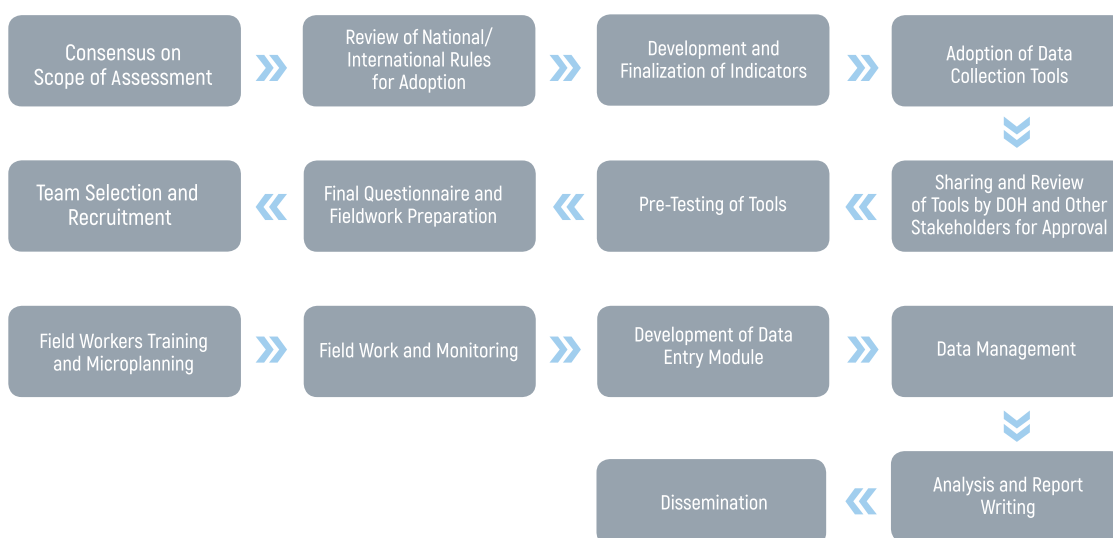 Consensus on
Scope of Assessment
Review of National/
International Rules
for Adoption
Development and
Finalization of Indicators
Adoption of Data
Collection Tools
Sharing and Review
of Tools by DOH and Other
Stakeholders for Approval
Pre-Testing of Tools
Final Questionnaire and
Fieldwork Preparation
Team Selection and
Recruitment
Field Workers Training
and Microplanning
Field Work and Monitoring
Development of Data
Entry Module
Data Management
Analysis and Report
Writing
Dissemination